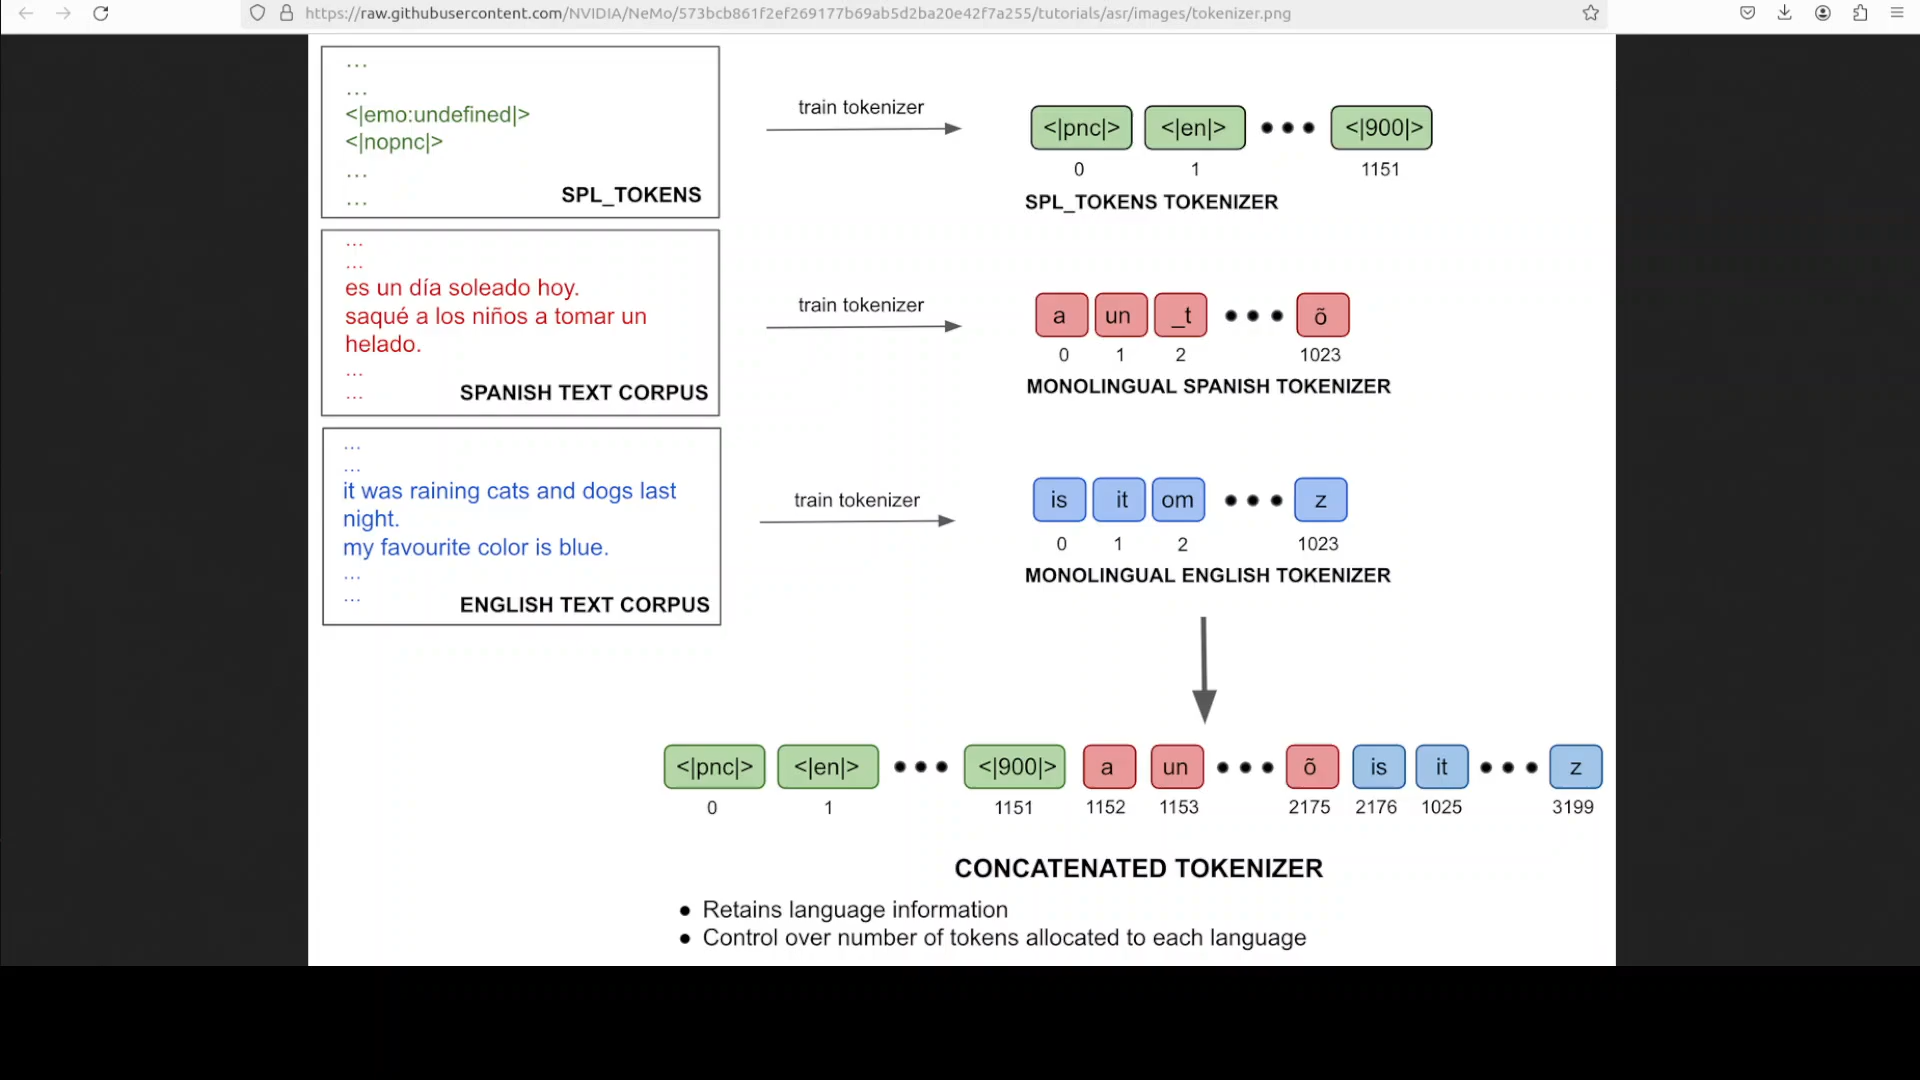 https://raw.githubusercontent.com/NVIDIA/NeMo/573bcb861f2ef269177b69ab5d2ba20e42f7a255/tutorials/asr/images/tokenizer.png
...
...
<|emo:undefined|>
<|nopnc|>
...
...
SPL_TOKENS
train tokenizer
<|pnc|> <|en|> ••• <|900|>
0 1 1151
SPL_TOKENS TOKENIZER
...
...
es un día soleado hoy.
saqué a los niños a tomar un
helado.
...
...
SPANISH TEXT CORPUS
train tokenizer
a un _t ••• õ
0 1 2 1023
MONOLINGUAL SPANISH TOKENIZER
...
...
it was raining cats and dogs last
night.
my favourite color is blue.
...
...
ENGLISH TEXT CORPUS
train tokenizer
is it om ••• z
0 1 2 1023
MONOLINGUAL ENGLISH TOKENIZER
<|pnc|> <|en|> ••• <|900|> a un ••• õ is it ••• z
0 1 1151 1152 1153 2175 2176 1025 3199
CONCATENATED TOKENIZER
• Retains language information
• Control over number of tokens allocated to each language